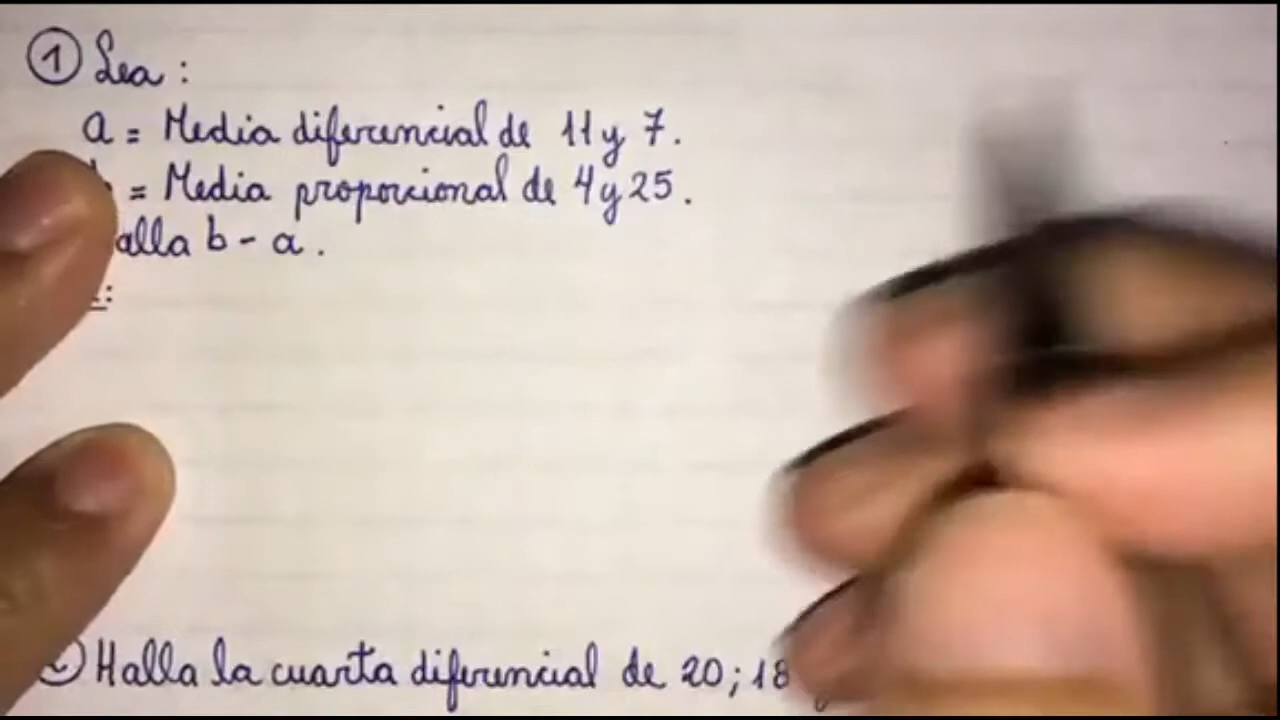 1 Sea :
a = Media diferencial de 11 y 7.
= Media proporcional de 4 y 25.
alla b - a .
:
Halla la cuarta diferencial de 20; 18